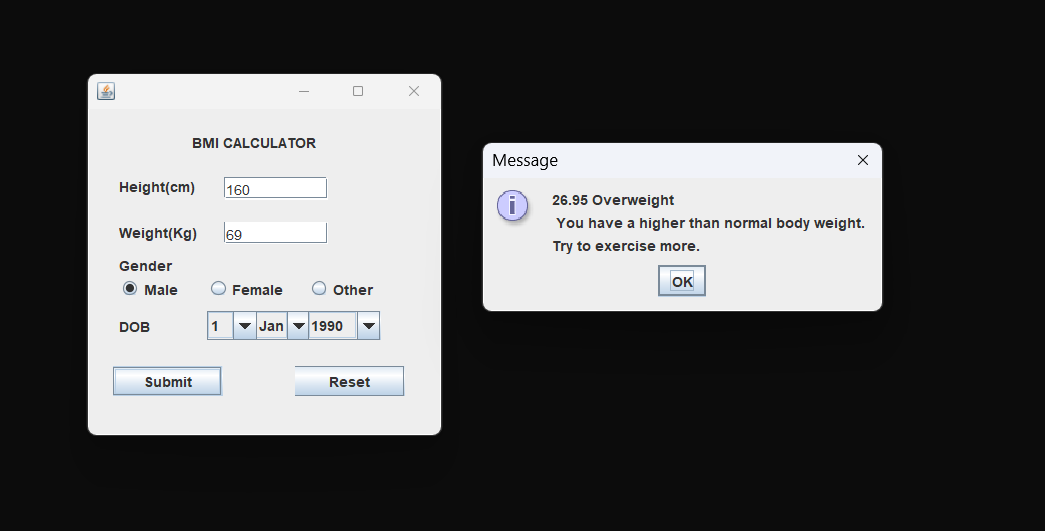 BMI CALCULATOR
Height(cm) 160
Weight(Kg) 69
Gender
Male Female Other
DOB 1 Jan 1990
Submit Reset
Message
26.95 Overweight
You have a higher than normal body weight.
Try to exercise more.
OK